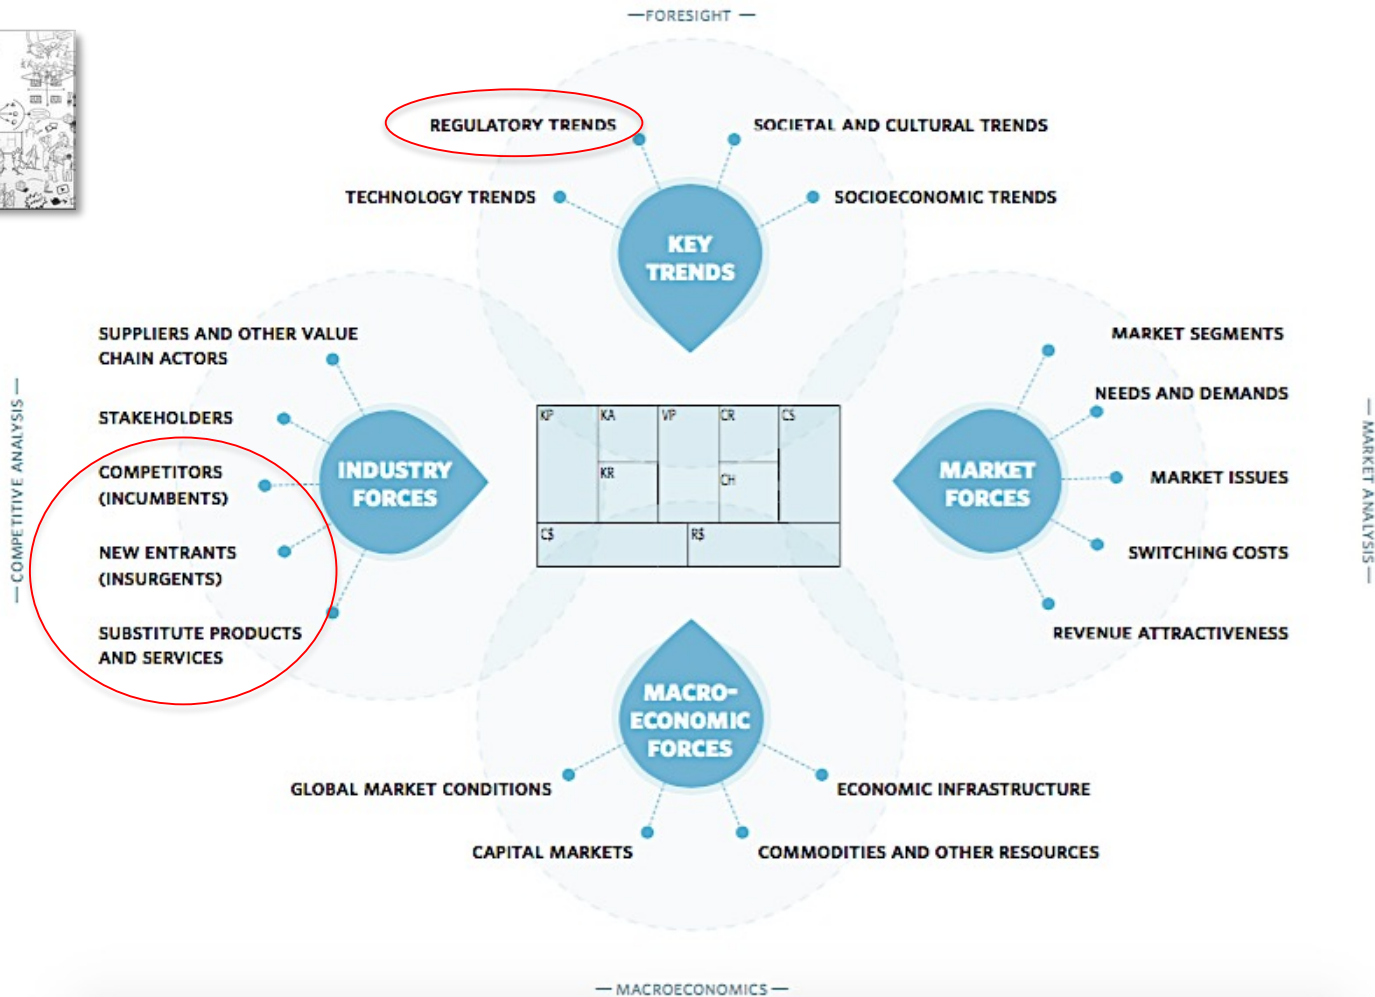 —FORESIGHT —
REGULATORY TRENDS
SOCIETAL AND CULTURAL TRENDS
TECHNOLOGY TRENDS
SOCIOECONOMIC TRENDS
KEY
TRENDS
— COMPETITIVE ANALYSIS —
SUPPLIERS AND OTHER VALUE
CHAIN ACTORS
STAKEHOLDERS
COMPETITORS
(INCUMBENTS)
NEW ENTRANTS
(INSURGENTS)
SUBSTITUTE PRODUCTS
AND SERVICES
INDUSTRY
FORCES
KP
KA
VP
CR
CS
KR
CH
C$
R$
MARKET
FORCES
MARKET SEGMENTS
NEEDS AND DEMANDS
MARKET ISSUES
SWITCHING COSTS
REVENUE ATTRACTIVENESS
— MARKET ANALYSIS —
MACRO-
ECONOMIC
FORCES
GLOBAL MARKET CONDITIONS
ECONOMIC INFRASTRUCTURE
CAPITAL MARKETS
COMMODITIES AND OTHER RESOURCES
— MACROECONOMICS —